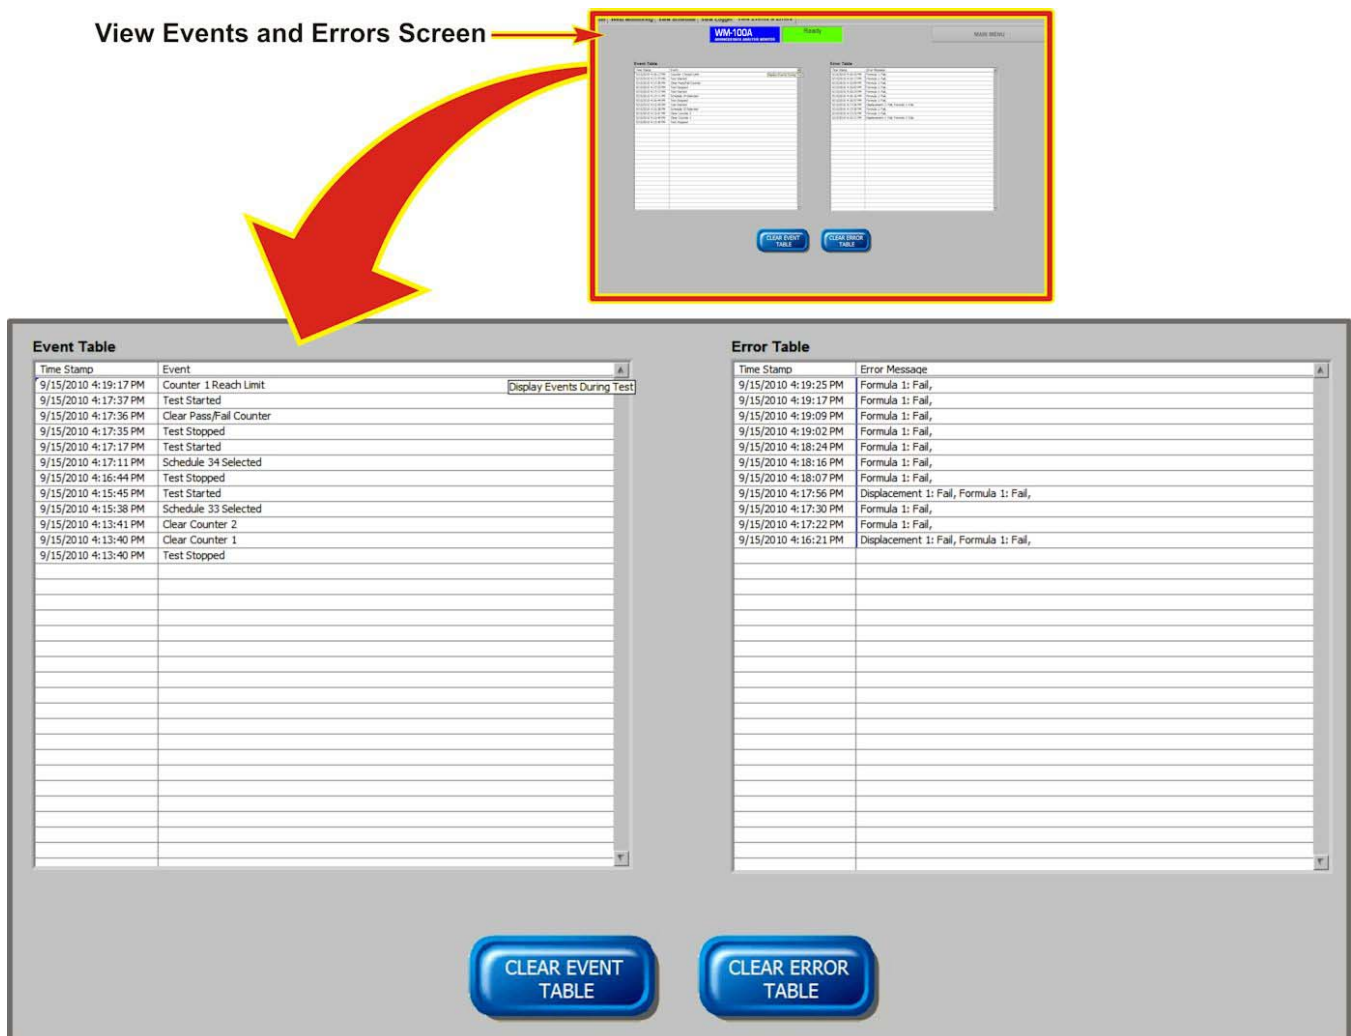 View Events and Errors Screen
View Schedule View Logger View Events & Errors
WM-100A
Ready
MAIN MENU
Event Table
Error Table
CLEAR EVENT
TABLE
CLEAR ERROR
TABLE
Event Table
Time Stamp Event
9/15/2010 4:19:17 PM Counter 1 Reach Limit
Display Events During Test
9/15/2010 4:17:37 PM Test Started
9/15/2010 4:17:36 PM Clear Pass/Fail Counter
9/15/2010 4:17:35 PM Test Stopped
9/15/2010 4:17:17 PM Test Started
9/15/2010 4:17:11 PM Schedule 34 Selected
9/15/2010 4:16:44 PM Test Stopped
9/15/2010 4:15:45 PM Test Started
9/15/2010 4:15:38 PM Schedule 33 Selected
9/15/2010 4:13:41 PM Clear Counter 2
9/15/2010 4:13:40 PM Clear Counter 1
9/15/2010 4:13:40 PM Test Stopped
Error Table
Time Stamp Error Message
9/15/2010 4:19:25 PM Formula 1: Fail,
9/15/2010 4:19:17 PM Formula 1: Fail,
9/15/2010 4:19:09 PM Formula 1: Fail,
9/15/2010 4:19:02 PM Formula 1: Fail,
9/15/2010 4:18:24 PM Formula 1: Fail,
9/15/2010 4:18:16 PM Formula 1: Fail,
9/15/2010 4:18:07 PM Formula 1: Fail,
9/15/2010 4:17:56 PM Displacement 1: Fail, Formula 1: Fail,
9/15/2010 4:17:30 PM Formula 1: Fail,
9/15/2010 4:17:22 PM Formula 1: Fail,
9/15/2010 4:16:21 PM Displacement 1: Fail, Formula 1: Fail,
CLEAR EVENT
TABLE
CLEAR ERROR
TABLE